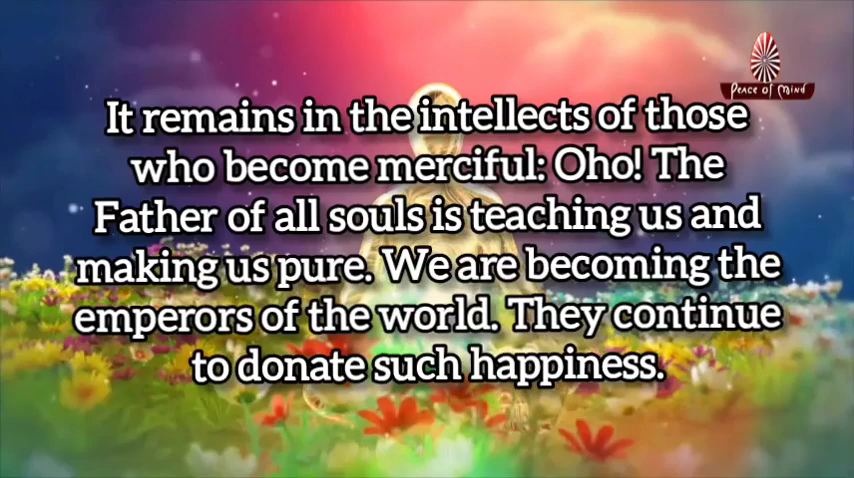 Peace of Mind
It remains in the intellects of those
who become merciful: Oho! The
Father of all souls is teaching us and
making us pure. We are becoming the
emperors of the world. They continue
to donate such happiness.